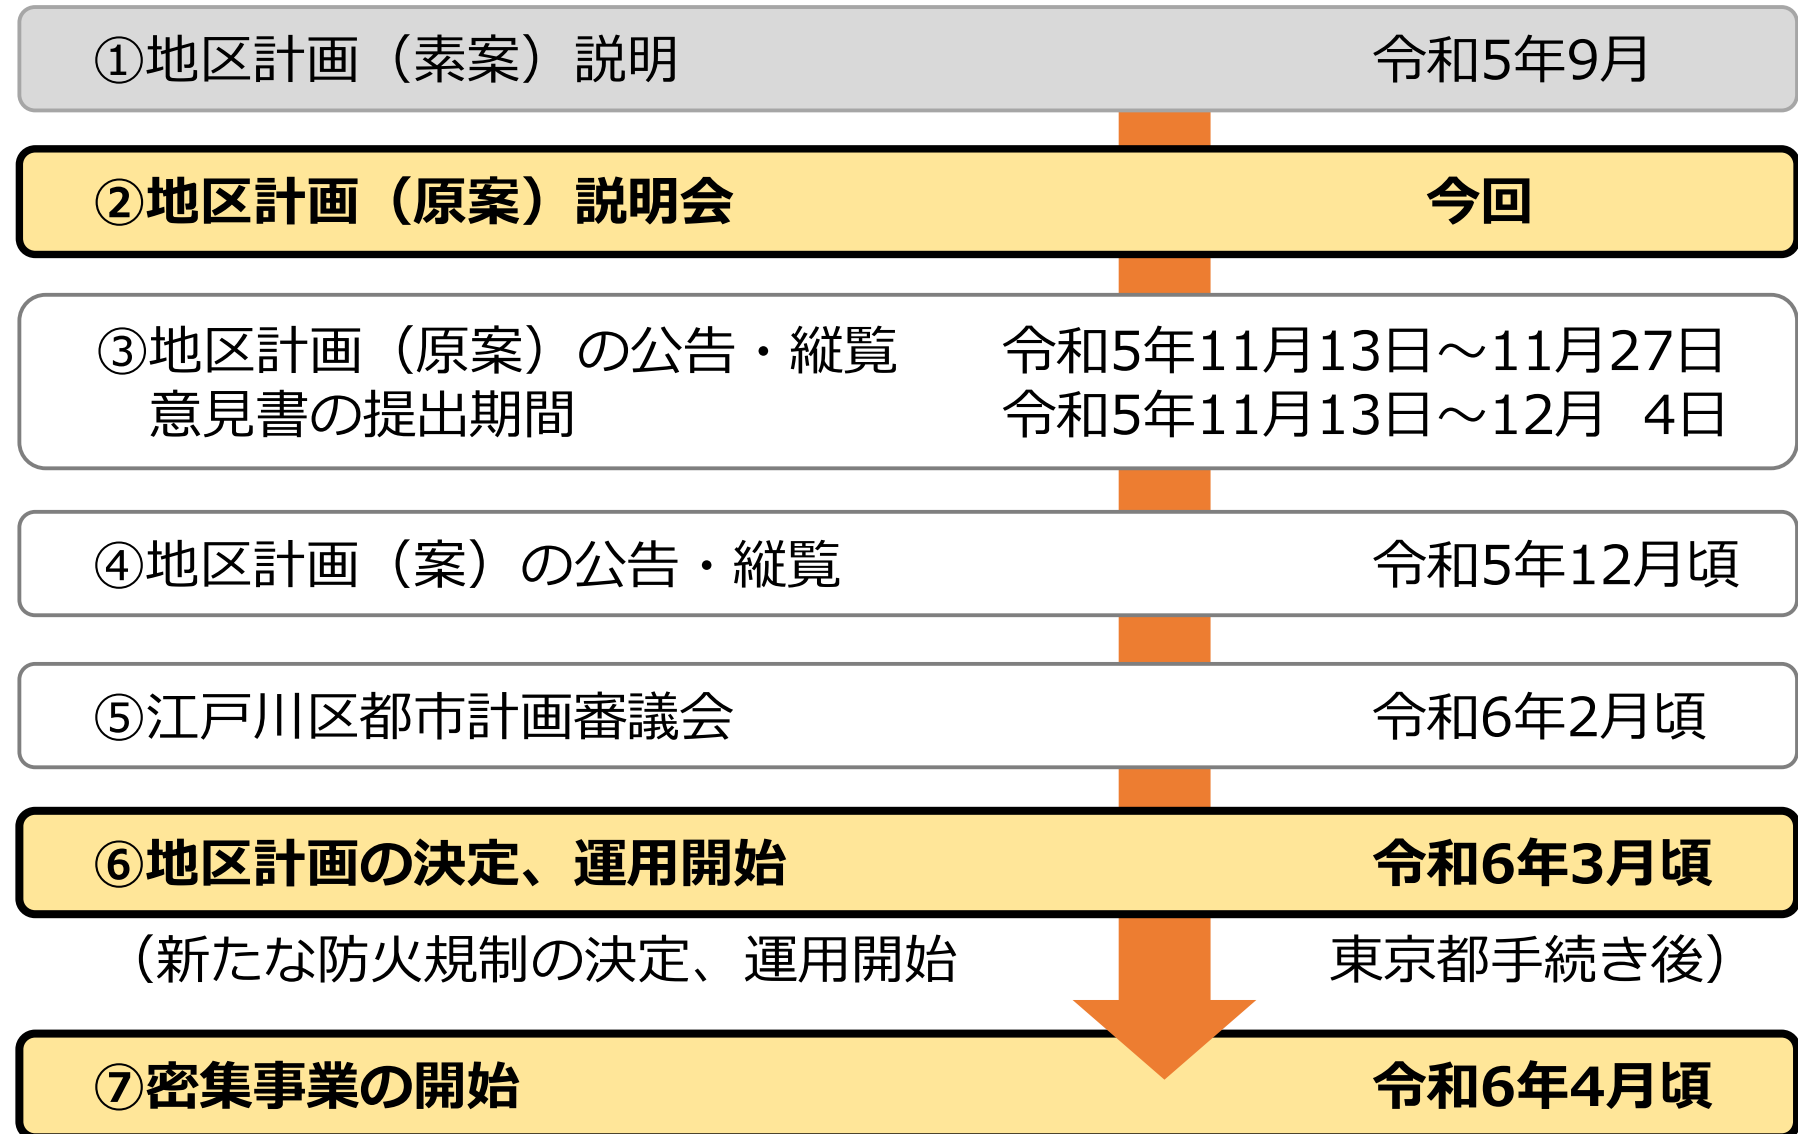 ①地区計画（素案）説明　令和5年9月
②地区計画（原案）説明会　今回
③地区計画（原案）の公告・縦覧　令和5年11月13日～11月27日
意見書の提出期間　令和5年11月13日～12月　4日
④地区計画（案）の公告・縦覧　令和5年12月頃
⑤江戸川区都市計画審議会　令和6年2月頃
⑥地区計画の決定、運用開始　令和6年3月頃
（新たな防火規制の決定、運用開始　東京都手続き後）
⑦密集事業の開始　令和6年4月頃